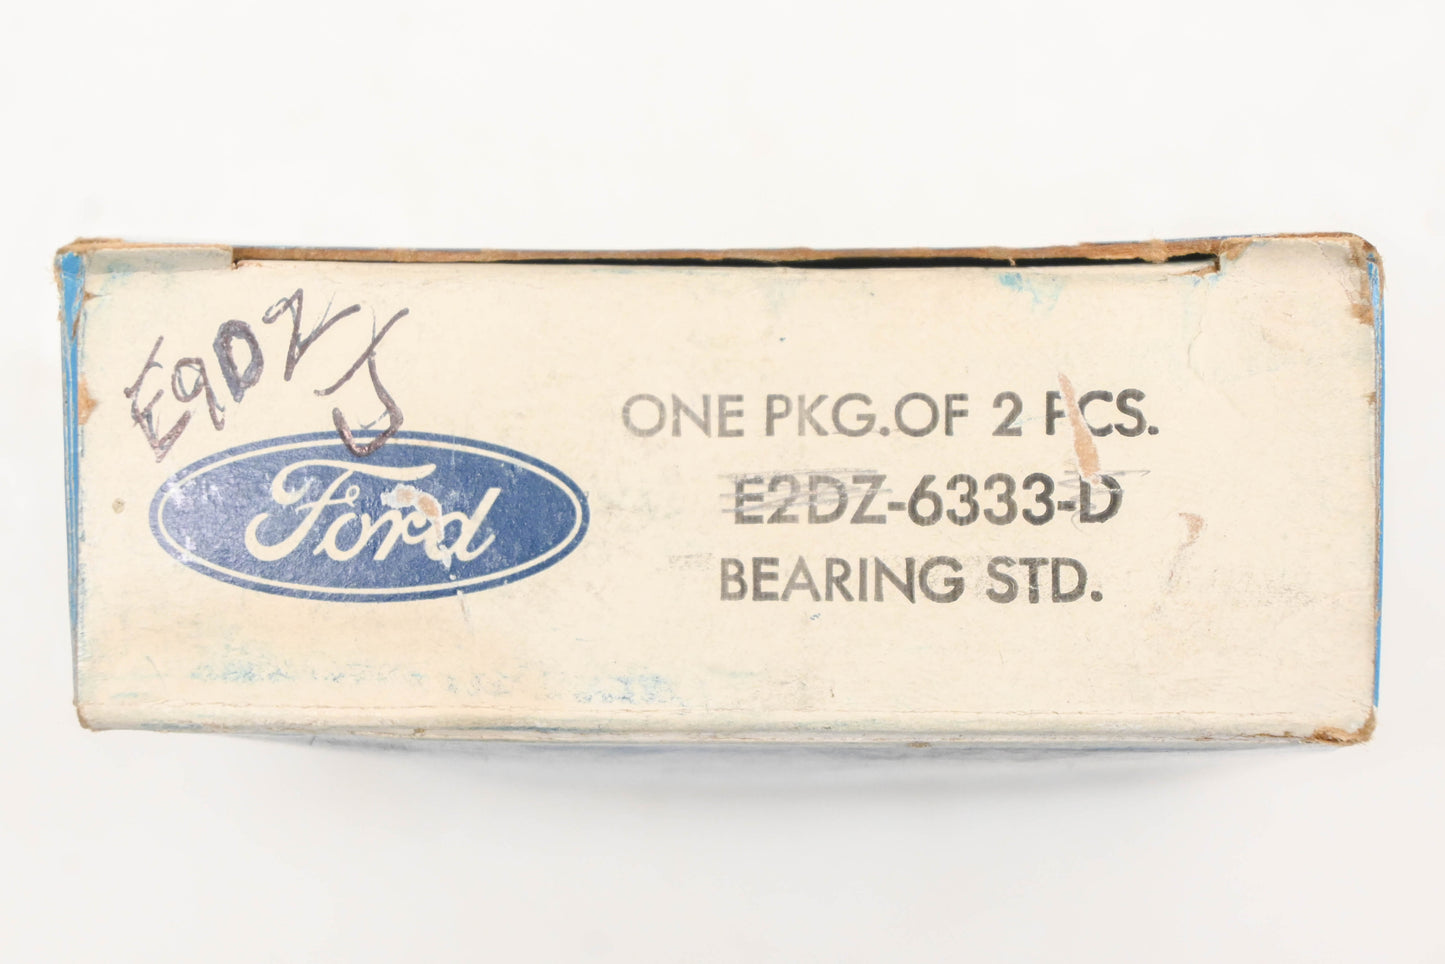 E9DZ
J
Ford
ONE PKG. OF 2 PCS.
E2DZ-6333-D
BEARING STD.